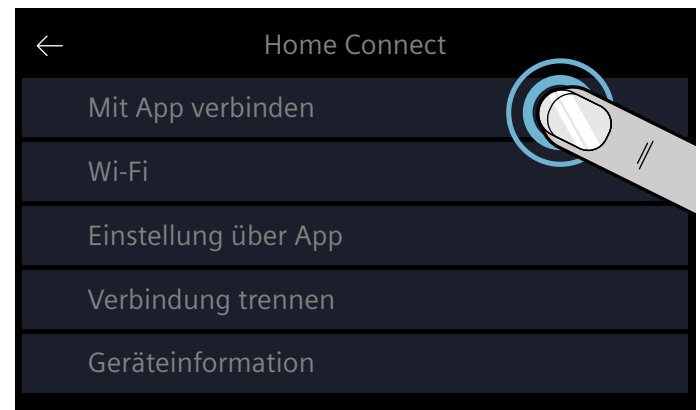 Home Connect
Mit App verbinden
Wi-Fi
Einstellung über App
Verbindung trennen
Geräteinformation